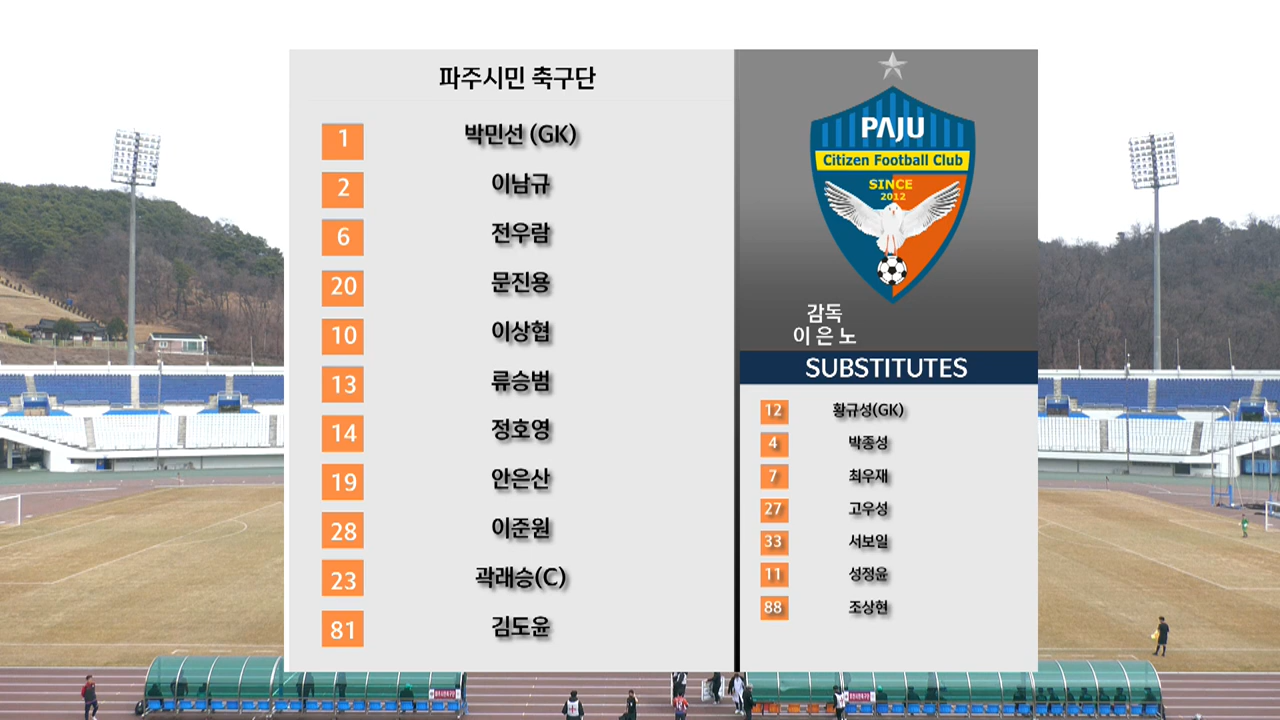 파주시민 축구단
1 박민선 (GK)
2 이남규
6 전우람
20 문진용
10 이상협
13 류승범
14 정호영
19 안은산
28 이준원
23 곽래승(C)
81 김도윤
PAJU
Citizen Football Club
SINCE
2012
감독
이 은 노
SUBSTITUTES
12 황규성(GK)
4 박종성
7 최우재
27 고우성
33 서보일
11 성정윤
88 조상현